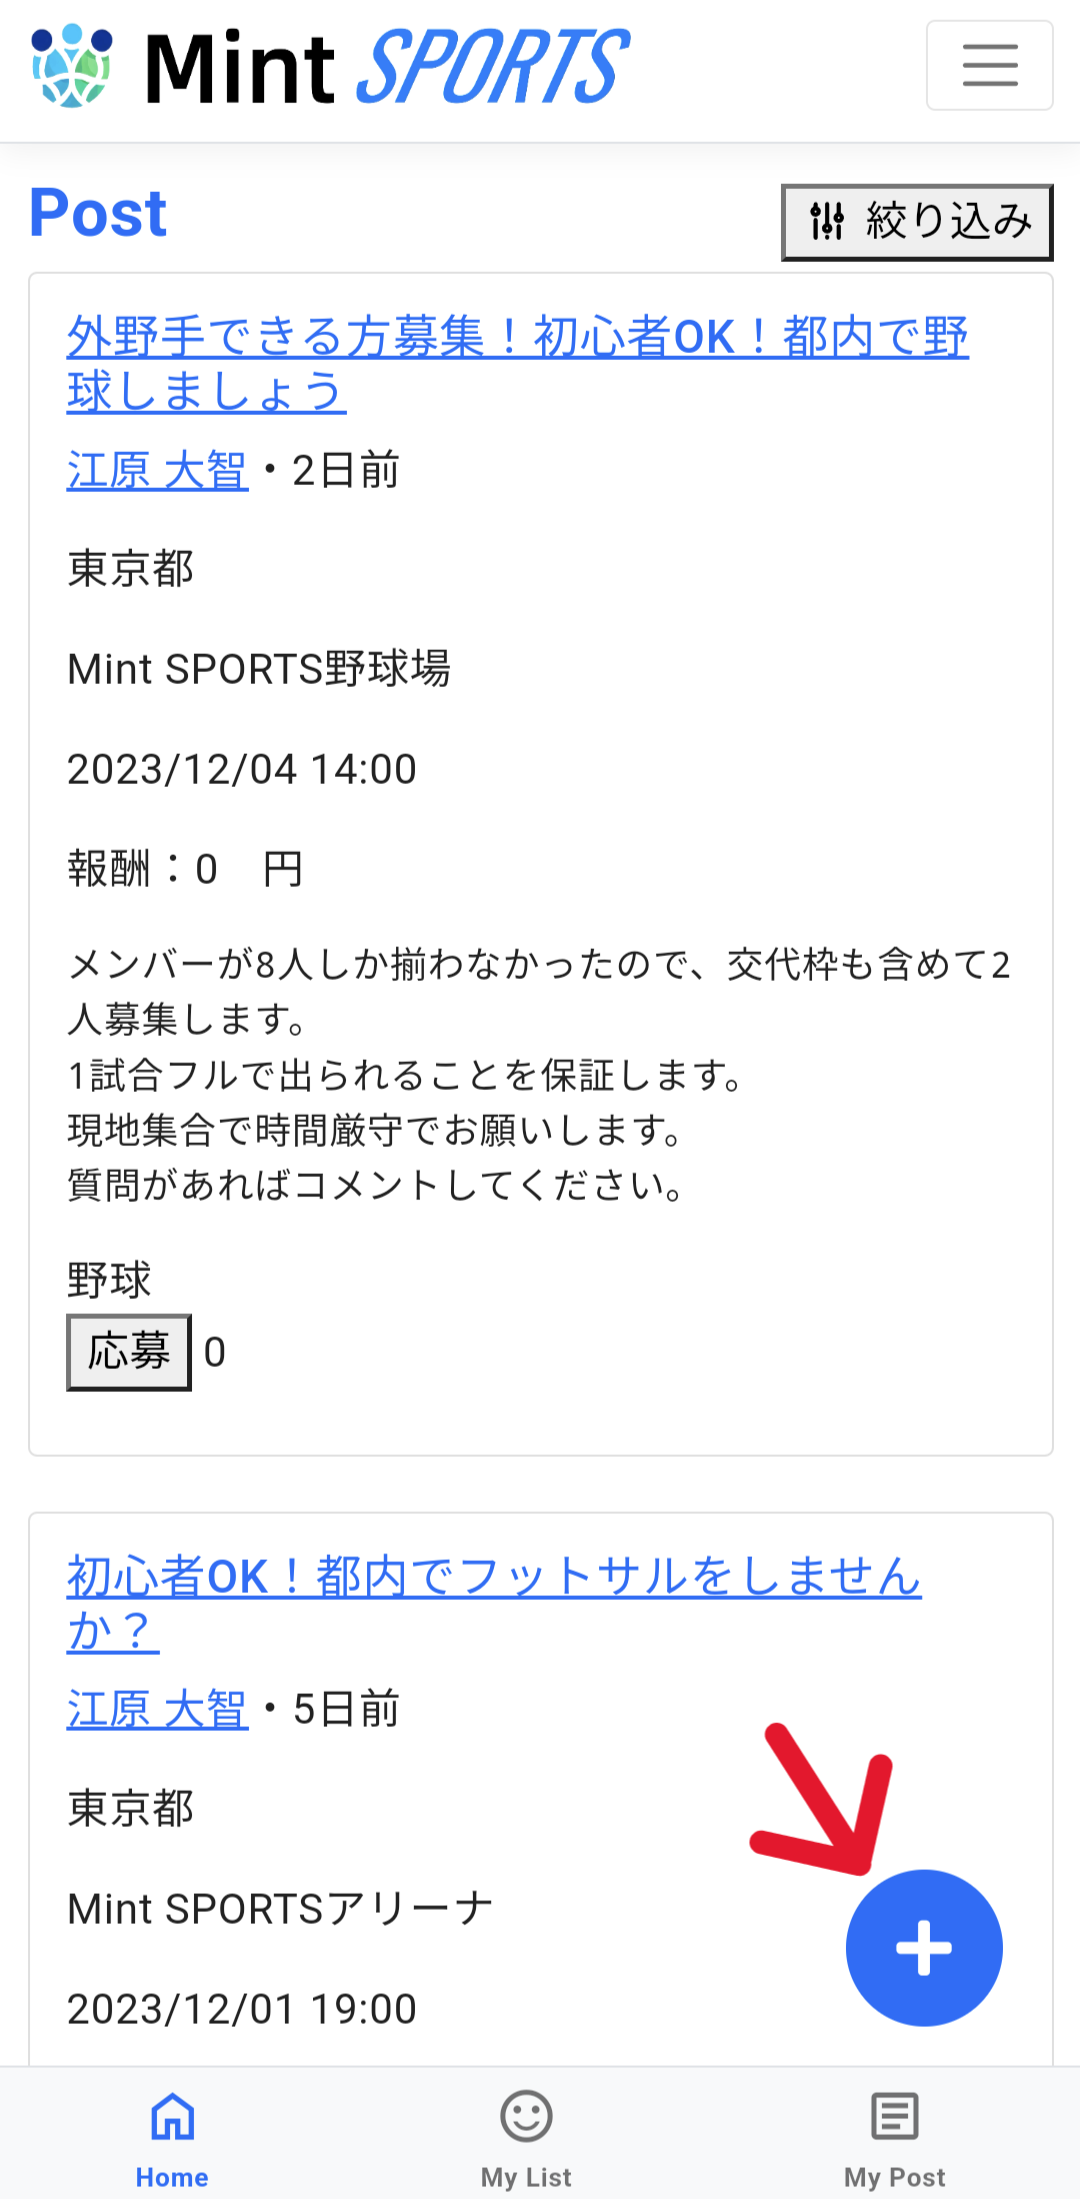 Mint SPORTS
Post
絞り込み
外野手できる方募集！初心者OK！都内で野
球しましょう
江原 大智・2日前
東京都
Mint SPORTS野球場
2023/12/04 14:00
報酬：0　円
メンバーが8人しか揃わなかったので、交代枠も含めて2
人募集します。
1試合フルで出られることを保証します。
現地集合で時間厳守でお願いします。
質問があればコメントしてください。
野球
応募 0
初心者OK！都内でフットサルをしません
か？
江原 大智・5日前
東京都
Mint SPORTSアリーナ
2023/12/01 19:00
Home
My List
My Post